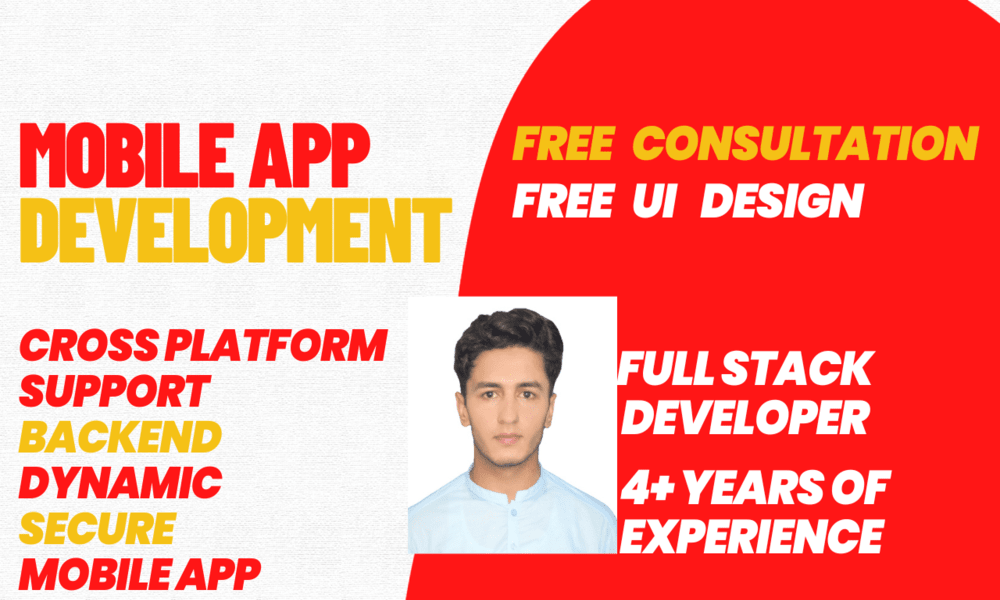 MOBILE APP
DEVELOPMENT
CROSS PLATFORM
SUPPORT
BACKEND
DYNAMIC
SECURE
MOBILE APP
FREE CONSULTATION
FREE UI DESIGN
FULL STACK
DEVELOPER
4+ YEARS OF
EXPERIENCE